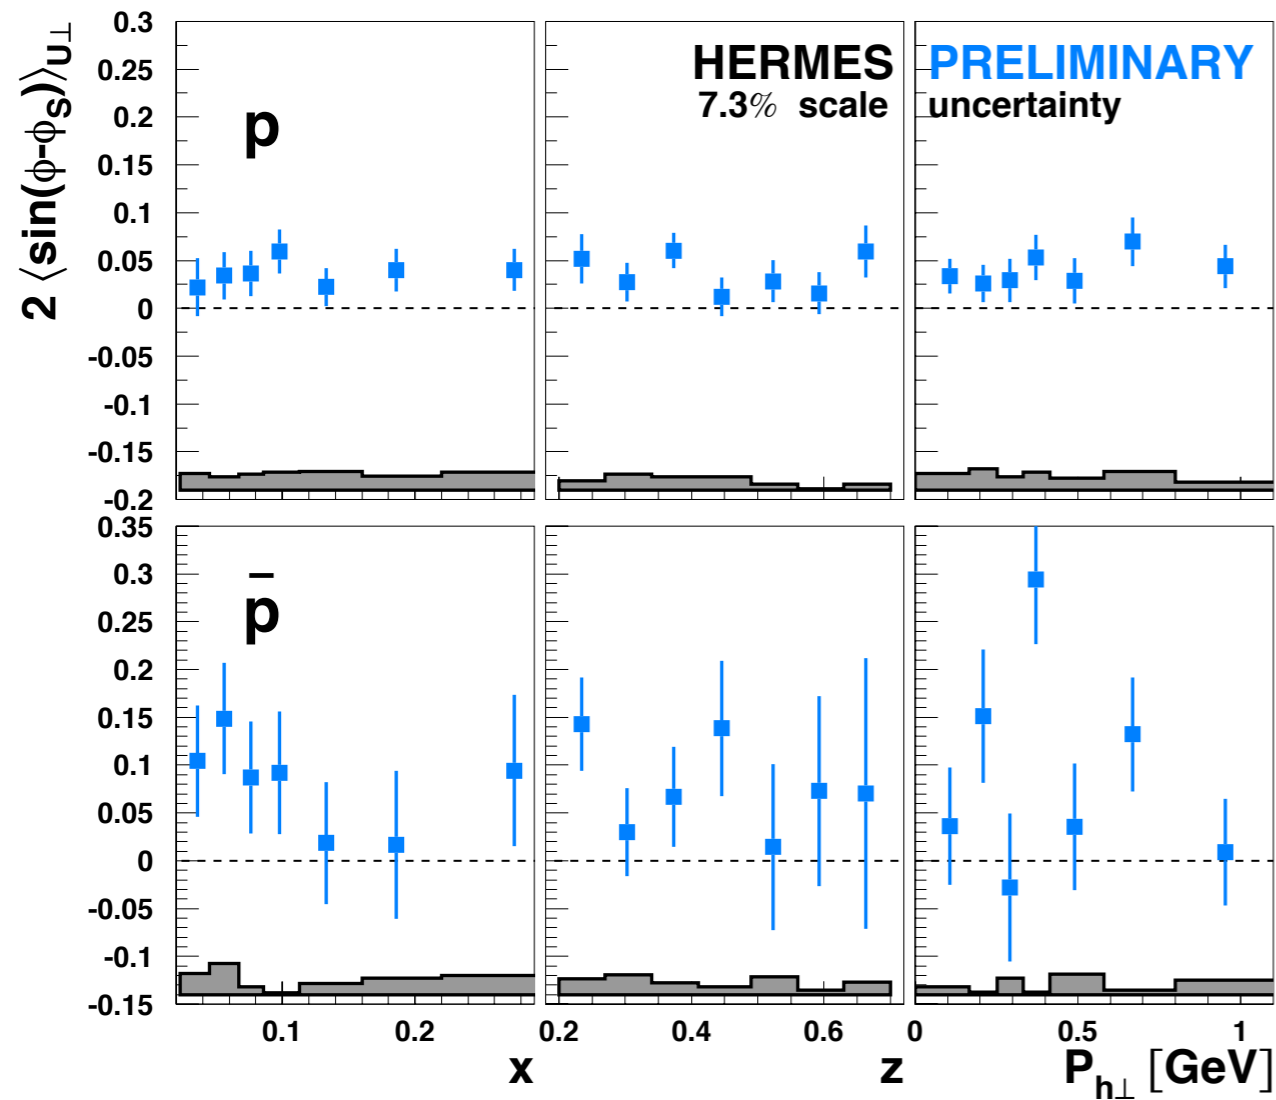 2 ⟨sin(ϕ-ϕS)⟩U⊥
0.3
0.25
0.2
0.15
0.1
0.05
0
-0.05
-0.1
-0.15
-0.2
p
HERMES PRELIMINARY
7.3% scale uncertainty
0.35
0.3
0.25
0.2
0.15
0.1
0.05
0
-0.05
-0.1
-0.15
p̄
0.1 0.2
x
0.2 0.4 0.6
z
0 0.5 1
Ph⊥ [GeV]